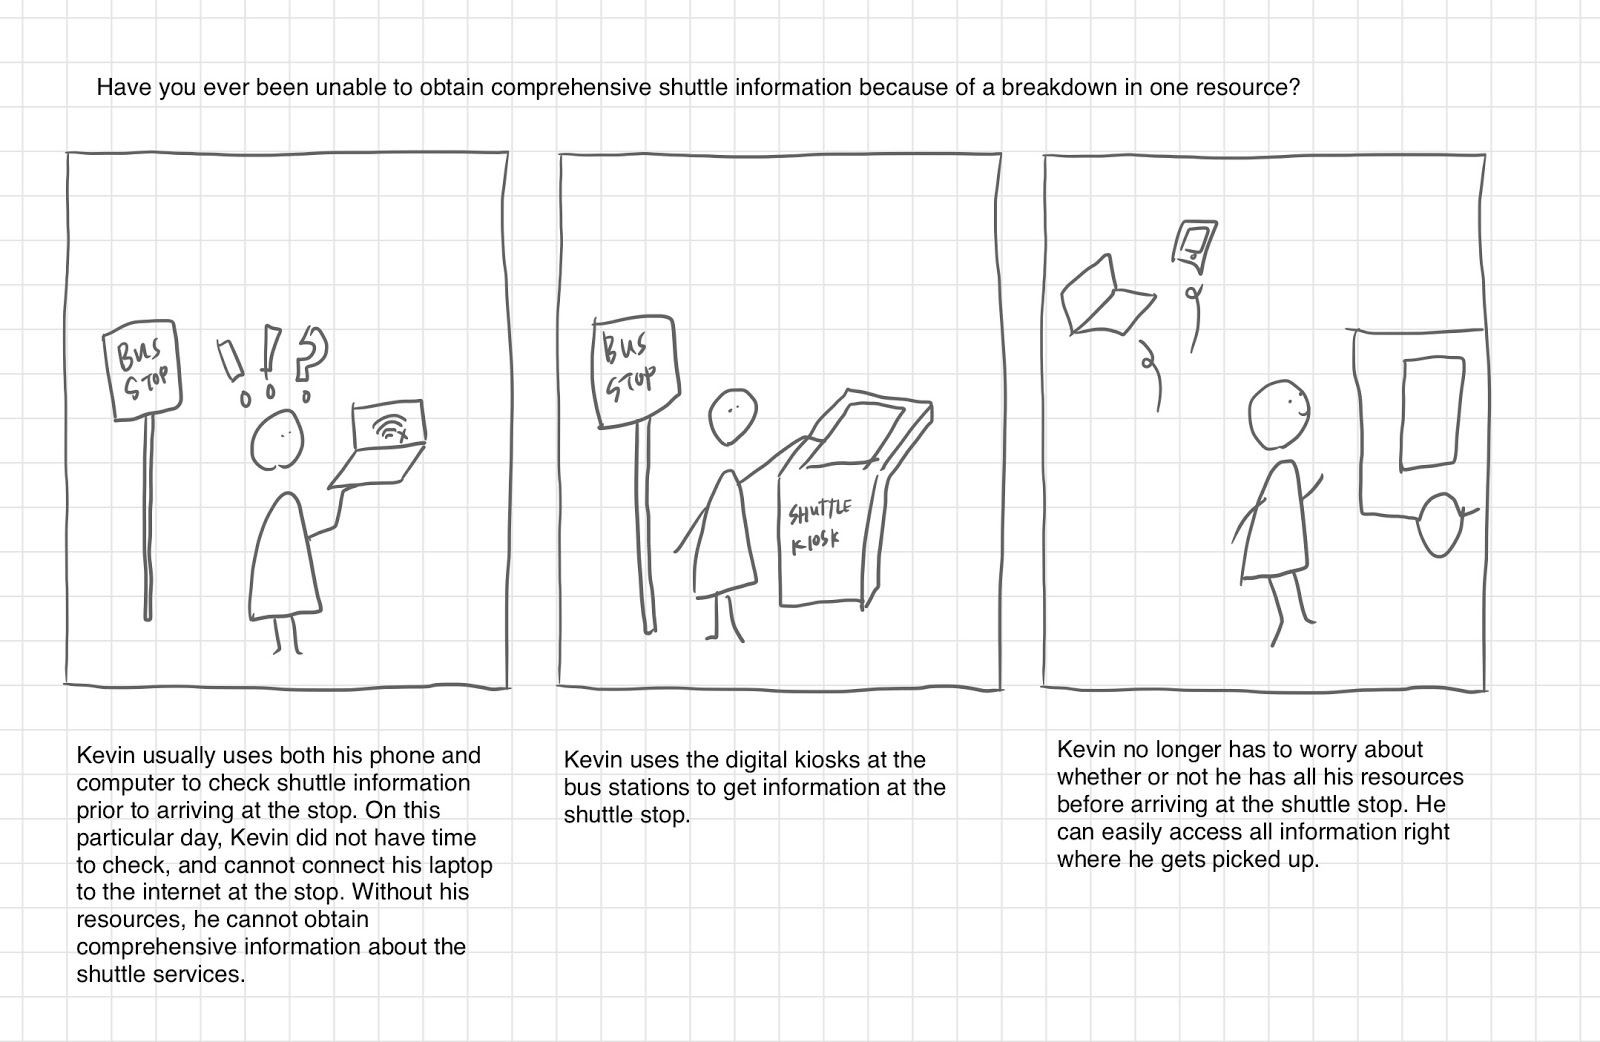 Have you ever been unable to obtain comprehensive shuttle information because of a breakdown in one resource?
BUS
STOP
!!?
Kevin usually uses both his phone and
computer to check shuttle information
prior to arriving at the stop. On this
particular day, Kevin did not have time
to check, and cannot connect his laptop
to the internet at the stop. Without his
resources, he cannot obtain
comprehensive information about the
shuttle services.
BUS
STOP
SHUTTLE
KIOSK
Kevin uses the digital kiosks at the
bus stations to get information at the
shuttle stop.
Kevin no longer has to worry about
whether or not he has all his resources
before arriving at the shuttle stop. He
can easily access all information right
where he gets picked up.